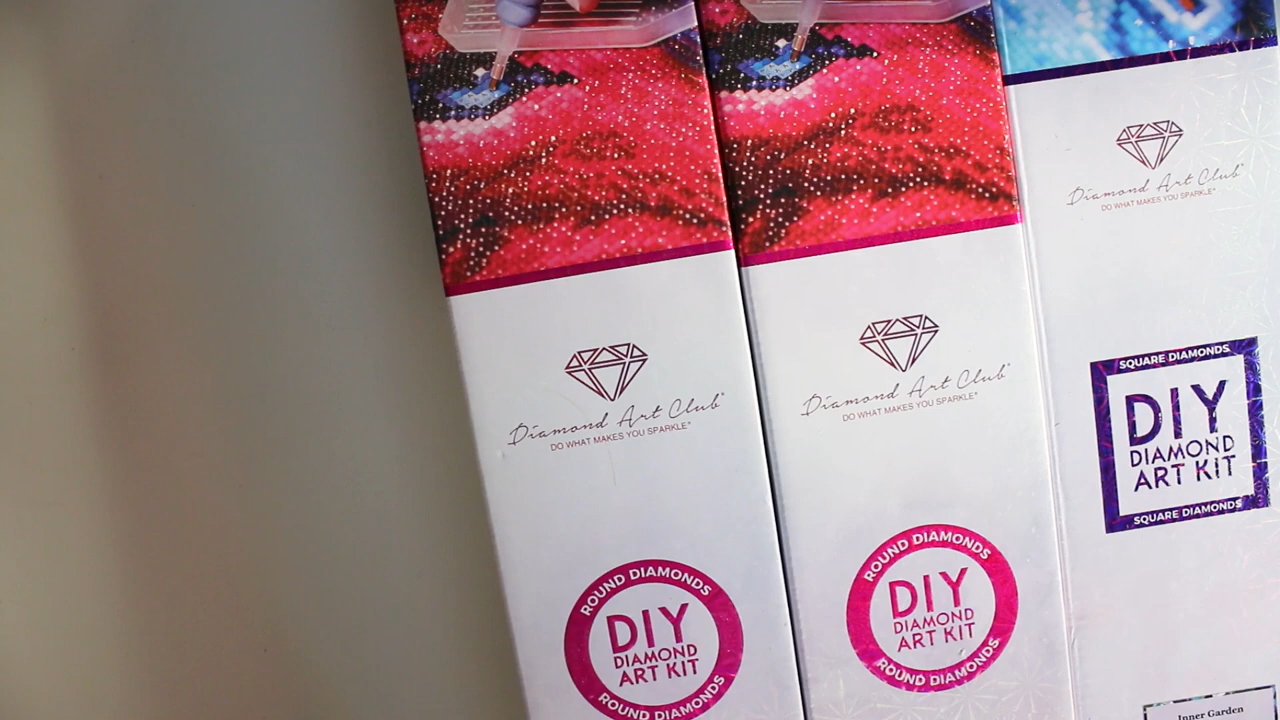 Diamond Art Club®
DO WHAT MAKES YOU SPARKLE®
ROUND DIAMONDS
DIY
DIAMOND
ART KIT
ROUND DIAMONDS
Diamond Art Club®
DO WHAT MAKES YOU SPARKLE®
ROUND DIAMONDS
DIY
DIAMOND
ART KIT
ROUND DIAMONDS
Diamond Art Club®
DO WHAT MAKES YOU SPARKLE®
SQUARE DIAMONDS
DIY
DIAMOND
ART KIT
SQUARE DIAMONDS
Inner Garden